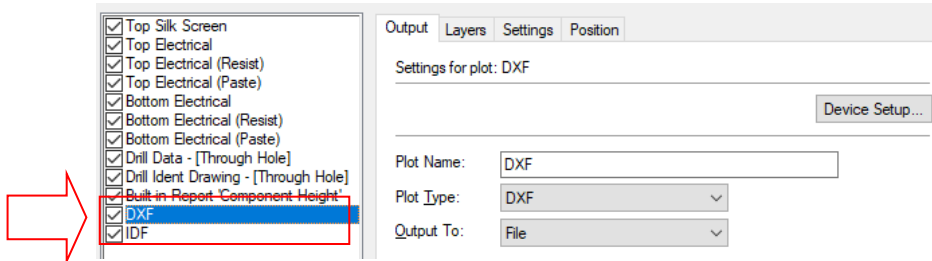 Top Silk Screen
Top Electrical
Top Electrical (Resist)
Top Electrical (Paste)
Bottom Electrical
Bottom Electrical (Resist)
Bottom Electrical (Paste)
Drill Data - [Through Hole]
Drill Ident Drawing - [Through Hole]
Built in Report 'Component Height'
DXF
IDF
Output Layers Settings Position
Settings for plot: DXF
Device Setup...
Plot Name: DXF
Plot Type: DXF
Output To: File